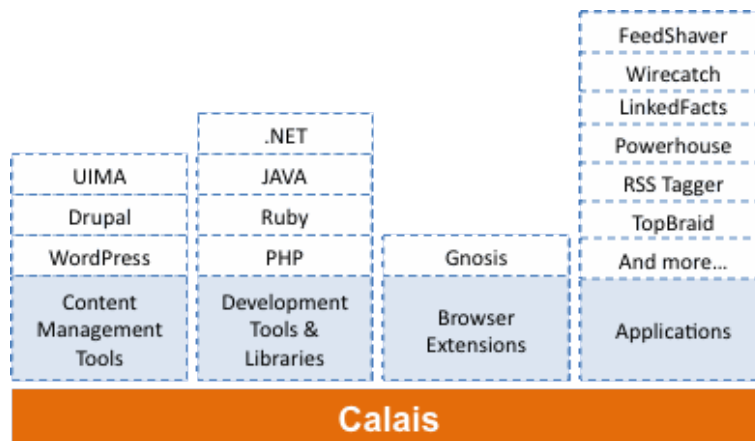 UIMA
Drupal
WordPress
Content
Management
Tools
.NET
JAVA
Ruby
PHP
Development
Tools &
Libraries
Gnosis
Browser
Extensions
FeedShaver
Wirecatch
LinkedFacts
Powerhouse
RSS Tagger
TopBraid
And more...
Applications
Calais